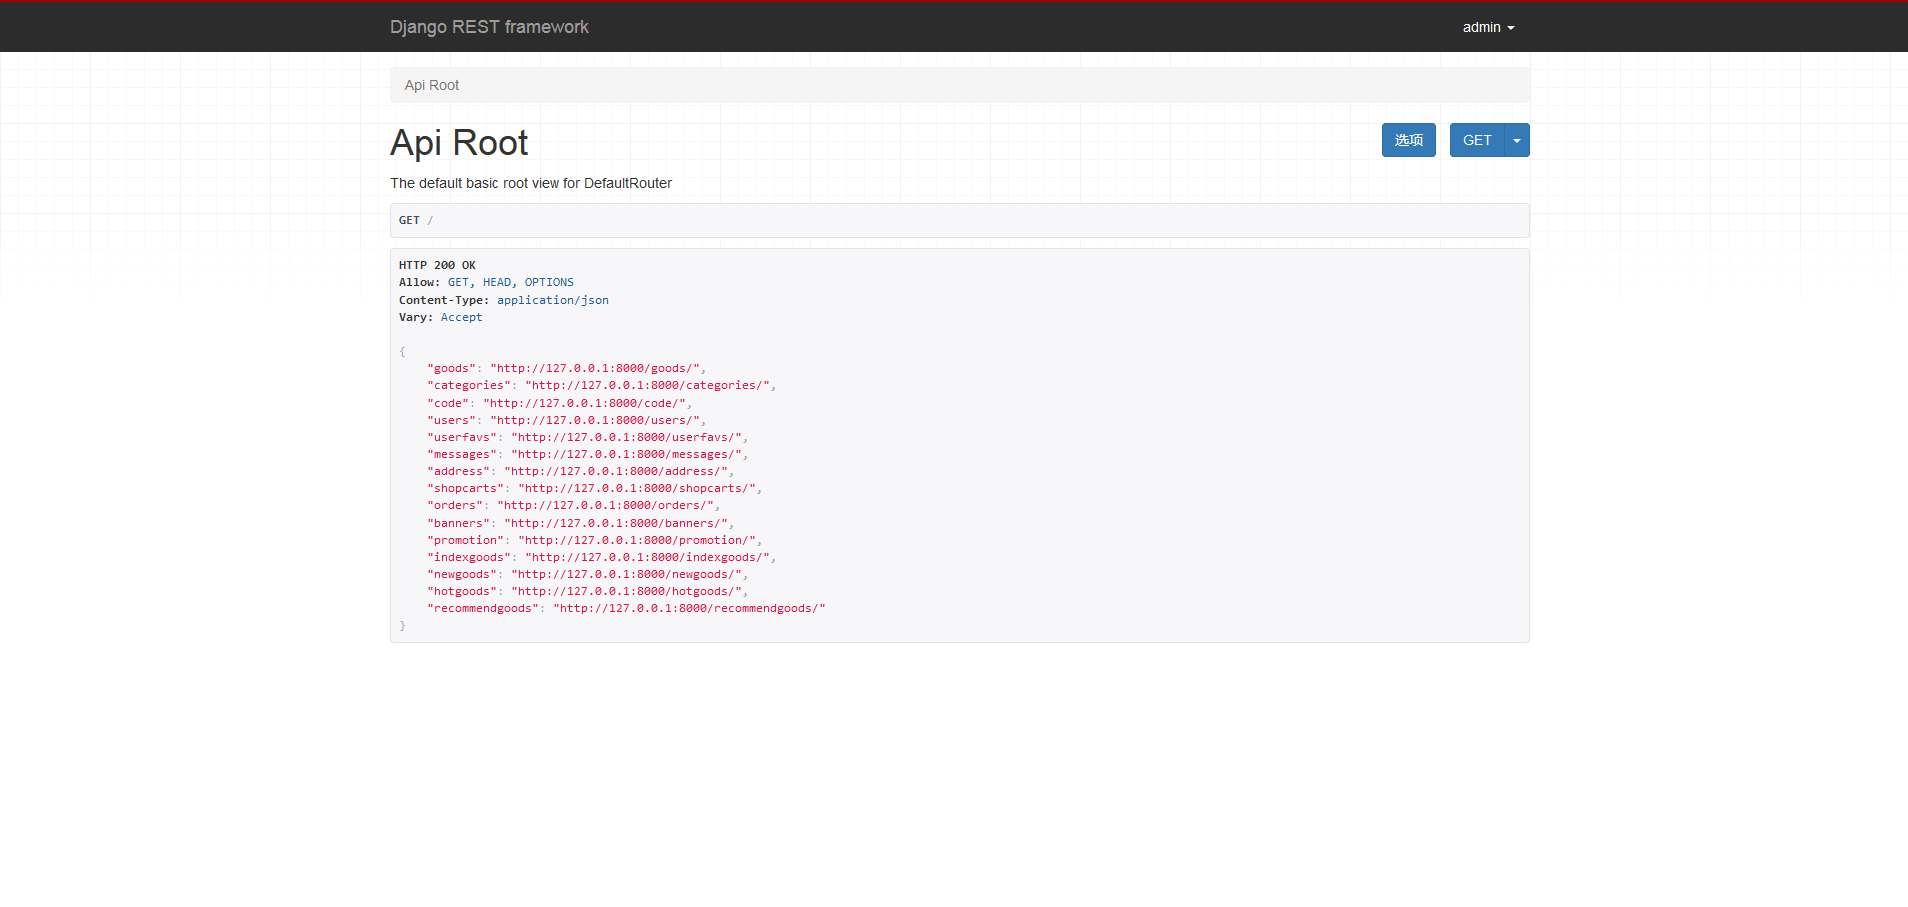 Django REST framework
admin
Api Root
Api Root
选项
GET
The default basic root view for DefaultRouter
GET /
HTTP 200 OK
Allow: GET, HEAD, OPTIONS
Content-Type: application/json
Vary: Accept
{
"goods": "http://127.0.0.1:8000/goods/",
"categories": "http://127.0.0.1:8000/categories/",
"code": "http://127.0.0.1:8000/code/",
"users": "http://127.0.0.1:8000/users/",
"userfavs": "http://127.0.0.1:8000/userfavs/",
"messages": "http://127.0.0.1:8000/messages/",
"address": "http://127.0.0.1:8000/address/",
"shopcarts": "http://127.0.0.1:8000/shopcarts/",
"orders": "http://127.0.0.1:8000/orders/",
"banners": "http://127.0.0.1:8000/banners/",
"promotion": "http://127.0.0.1:8000/promotion/",
"indexgoods": "http://127.0.0.1:8000/indexgoods/",
"newgoods": "http://127.0.0.1:8000/newgoods/",
"hotgoods": "http://127.0.0.1:8000/hotgoods/",
"recommendgoods": "http://127.0.0.1:8000/recommendgoods/"
}